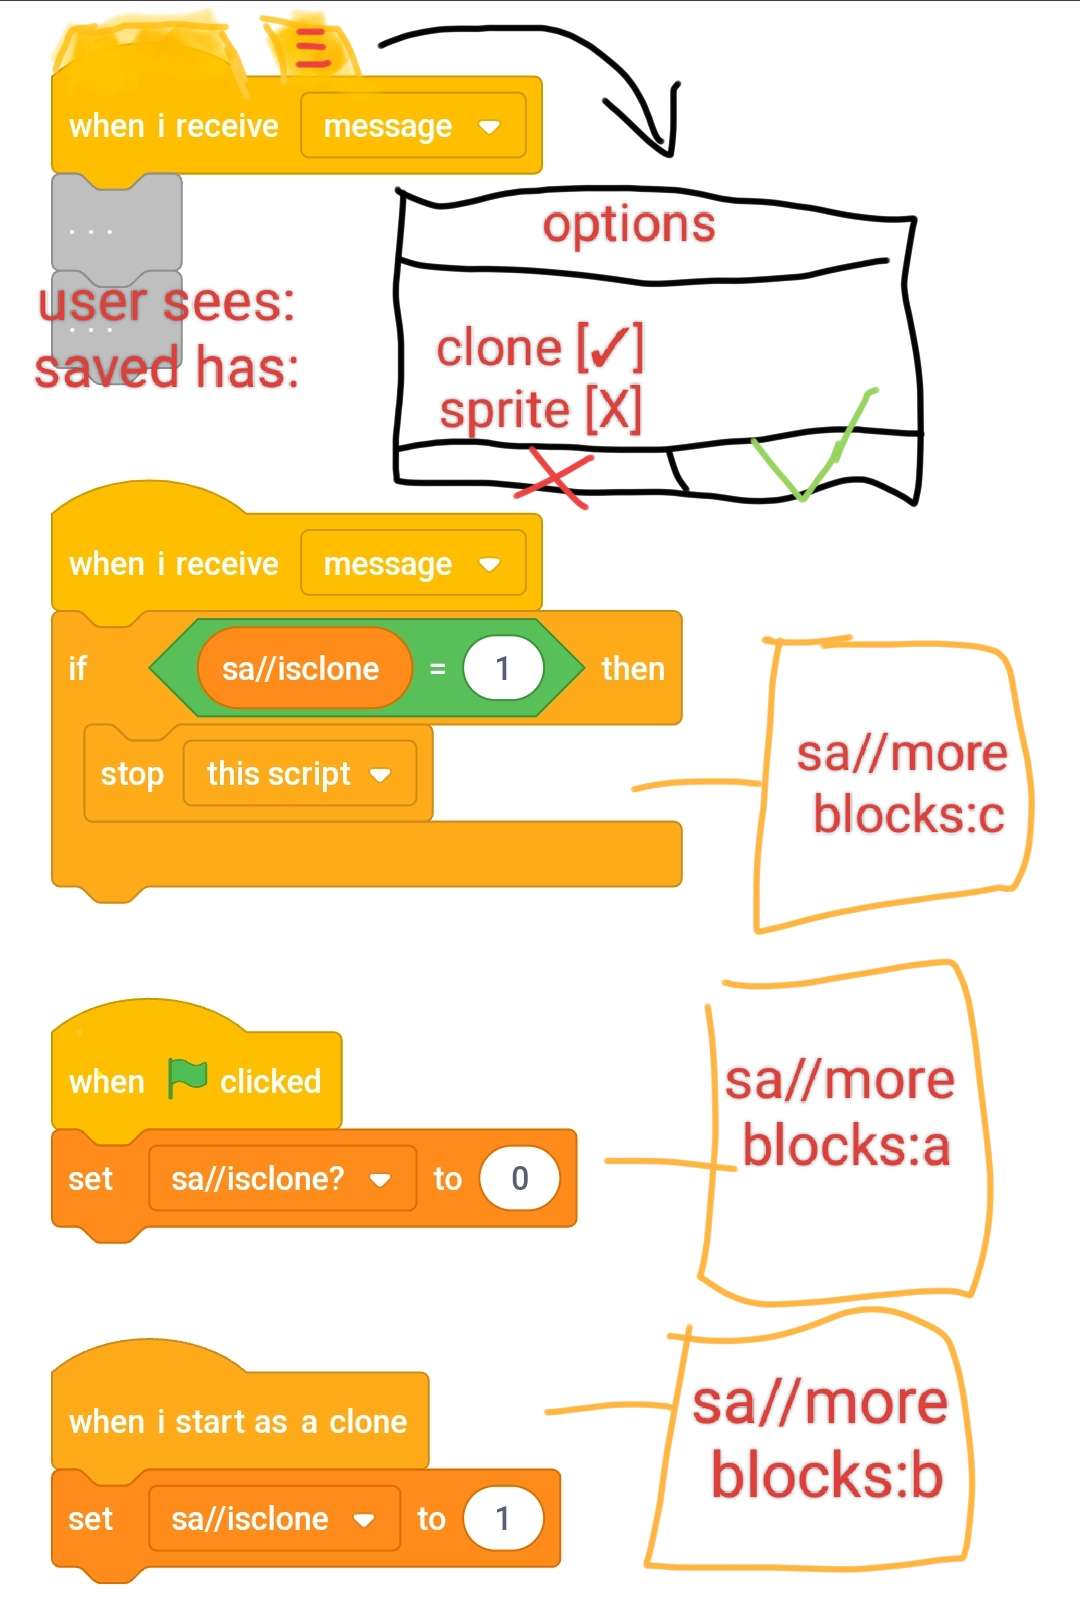 when i receive message
. . .
options
user sees:
. . .
saved has:
clone [✓]
sprite [X]
when i receive message
if sa//isclone = 1 then
stop this script
sa//more
blocks:c
when clicked
set sa//isclone? to 0
sa//more
blocks:a
when i start as a clone
set sa//isclone to 1
sa//more
blocks:b